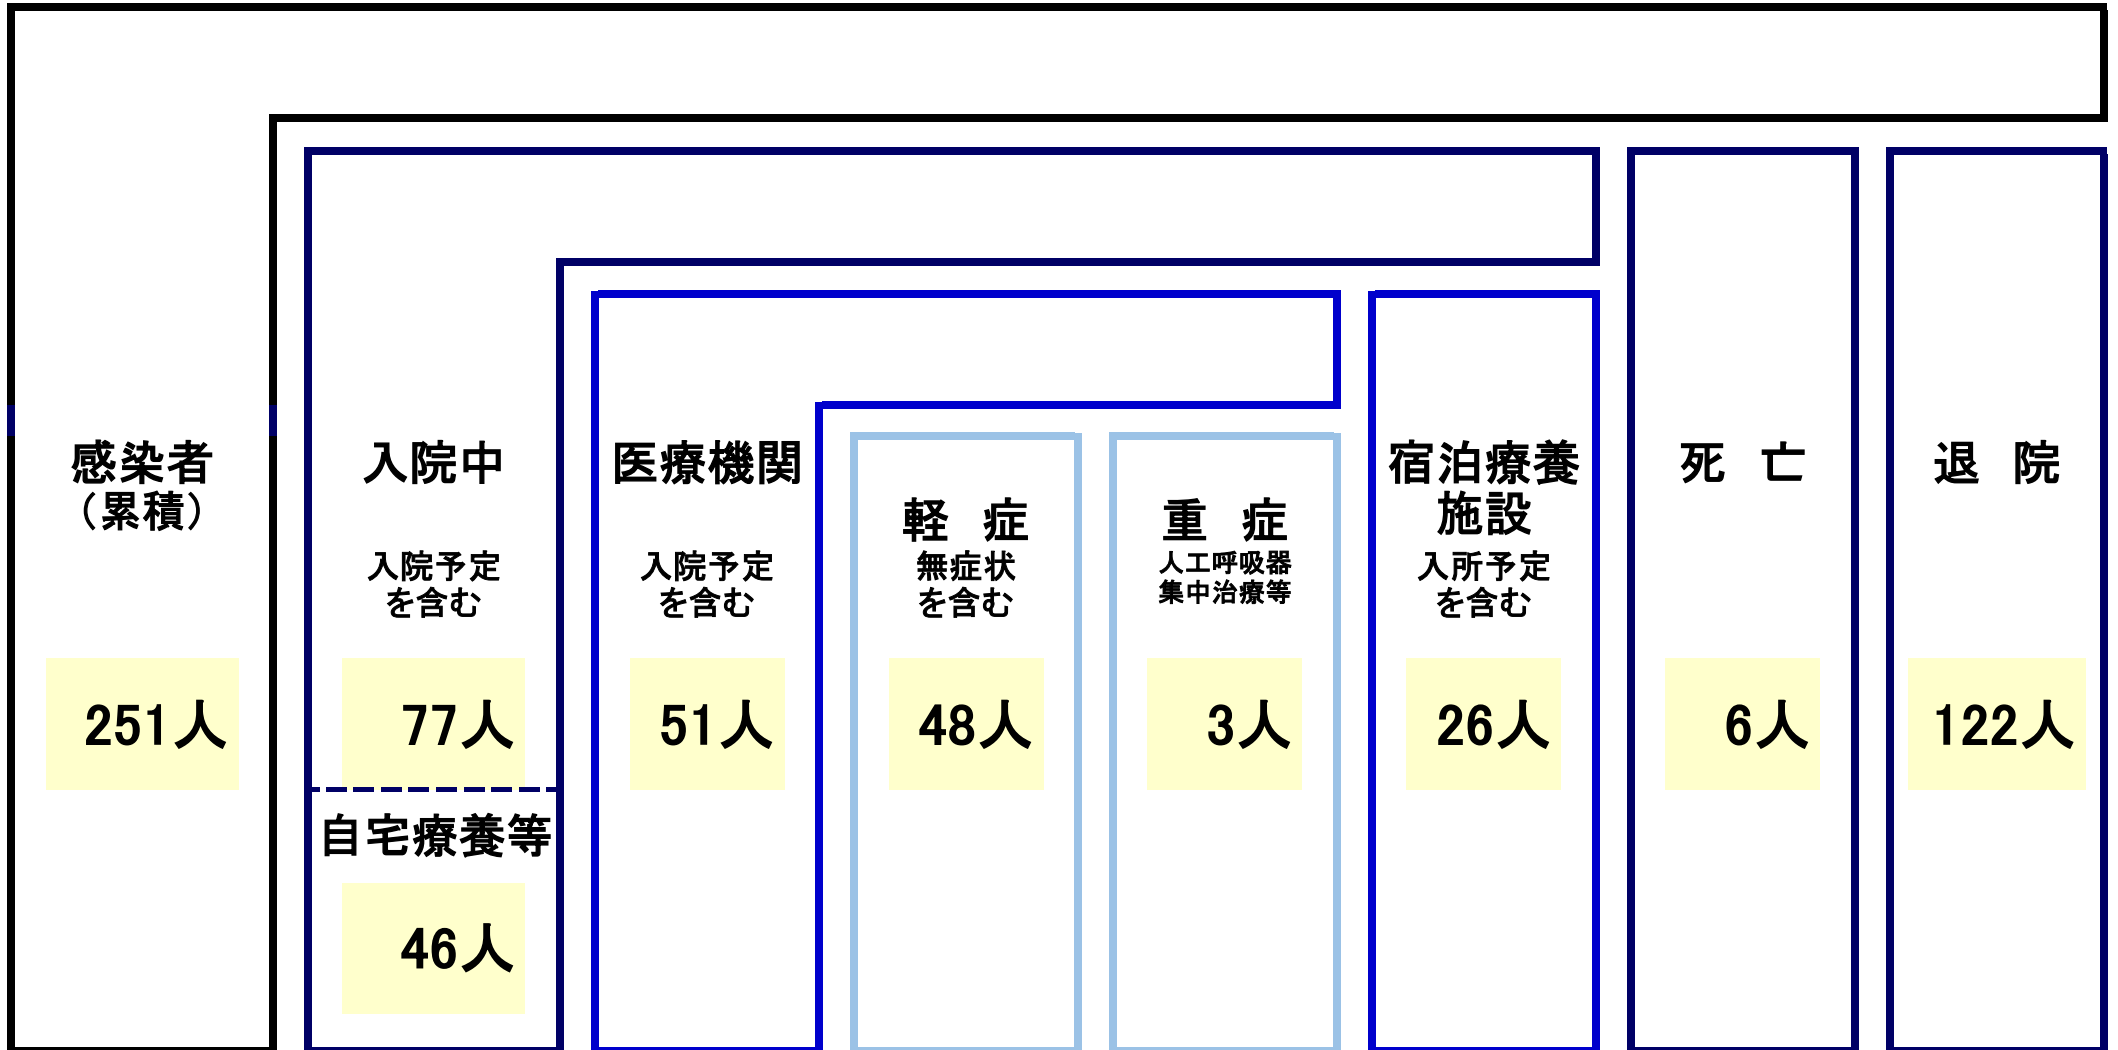 感染者
（累積）
251人
入院中
入院予定
を含む
77人
自宅療養等
46人
医療機関
入院予定
を含む
51人
軽　症
無症状
を含む
48人
重　症
人工呼吸器
集中治療等
3人
宿泊療養
施設
入所予定
を含む
26人
死　亡
6人
退　院
122人